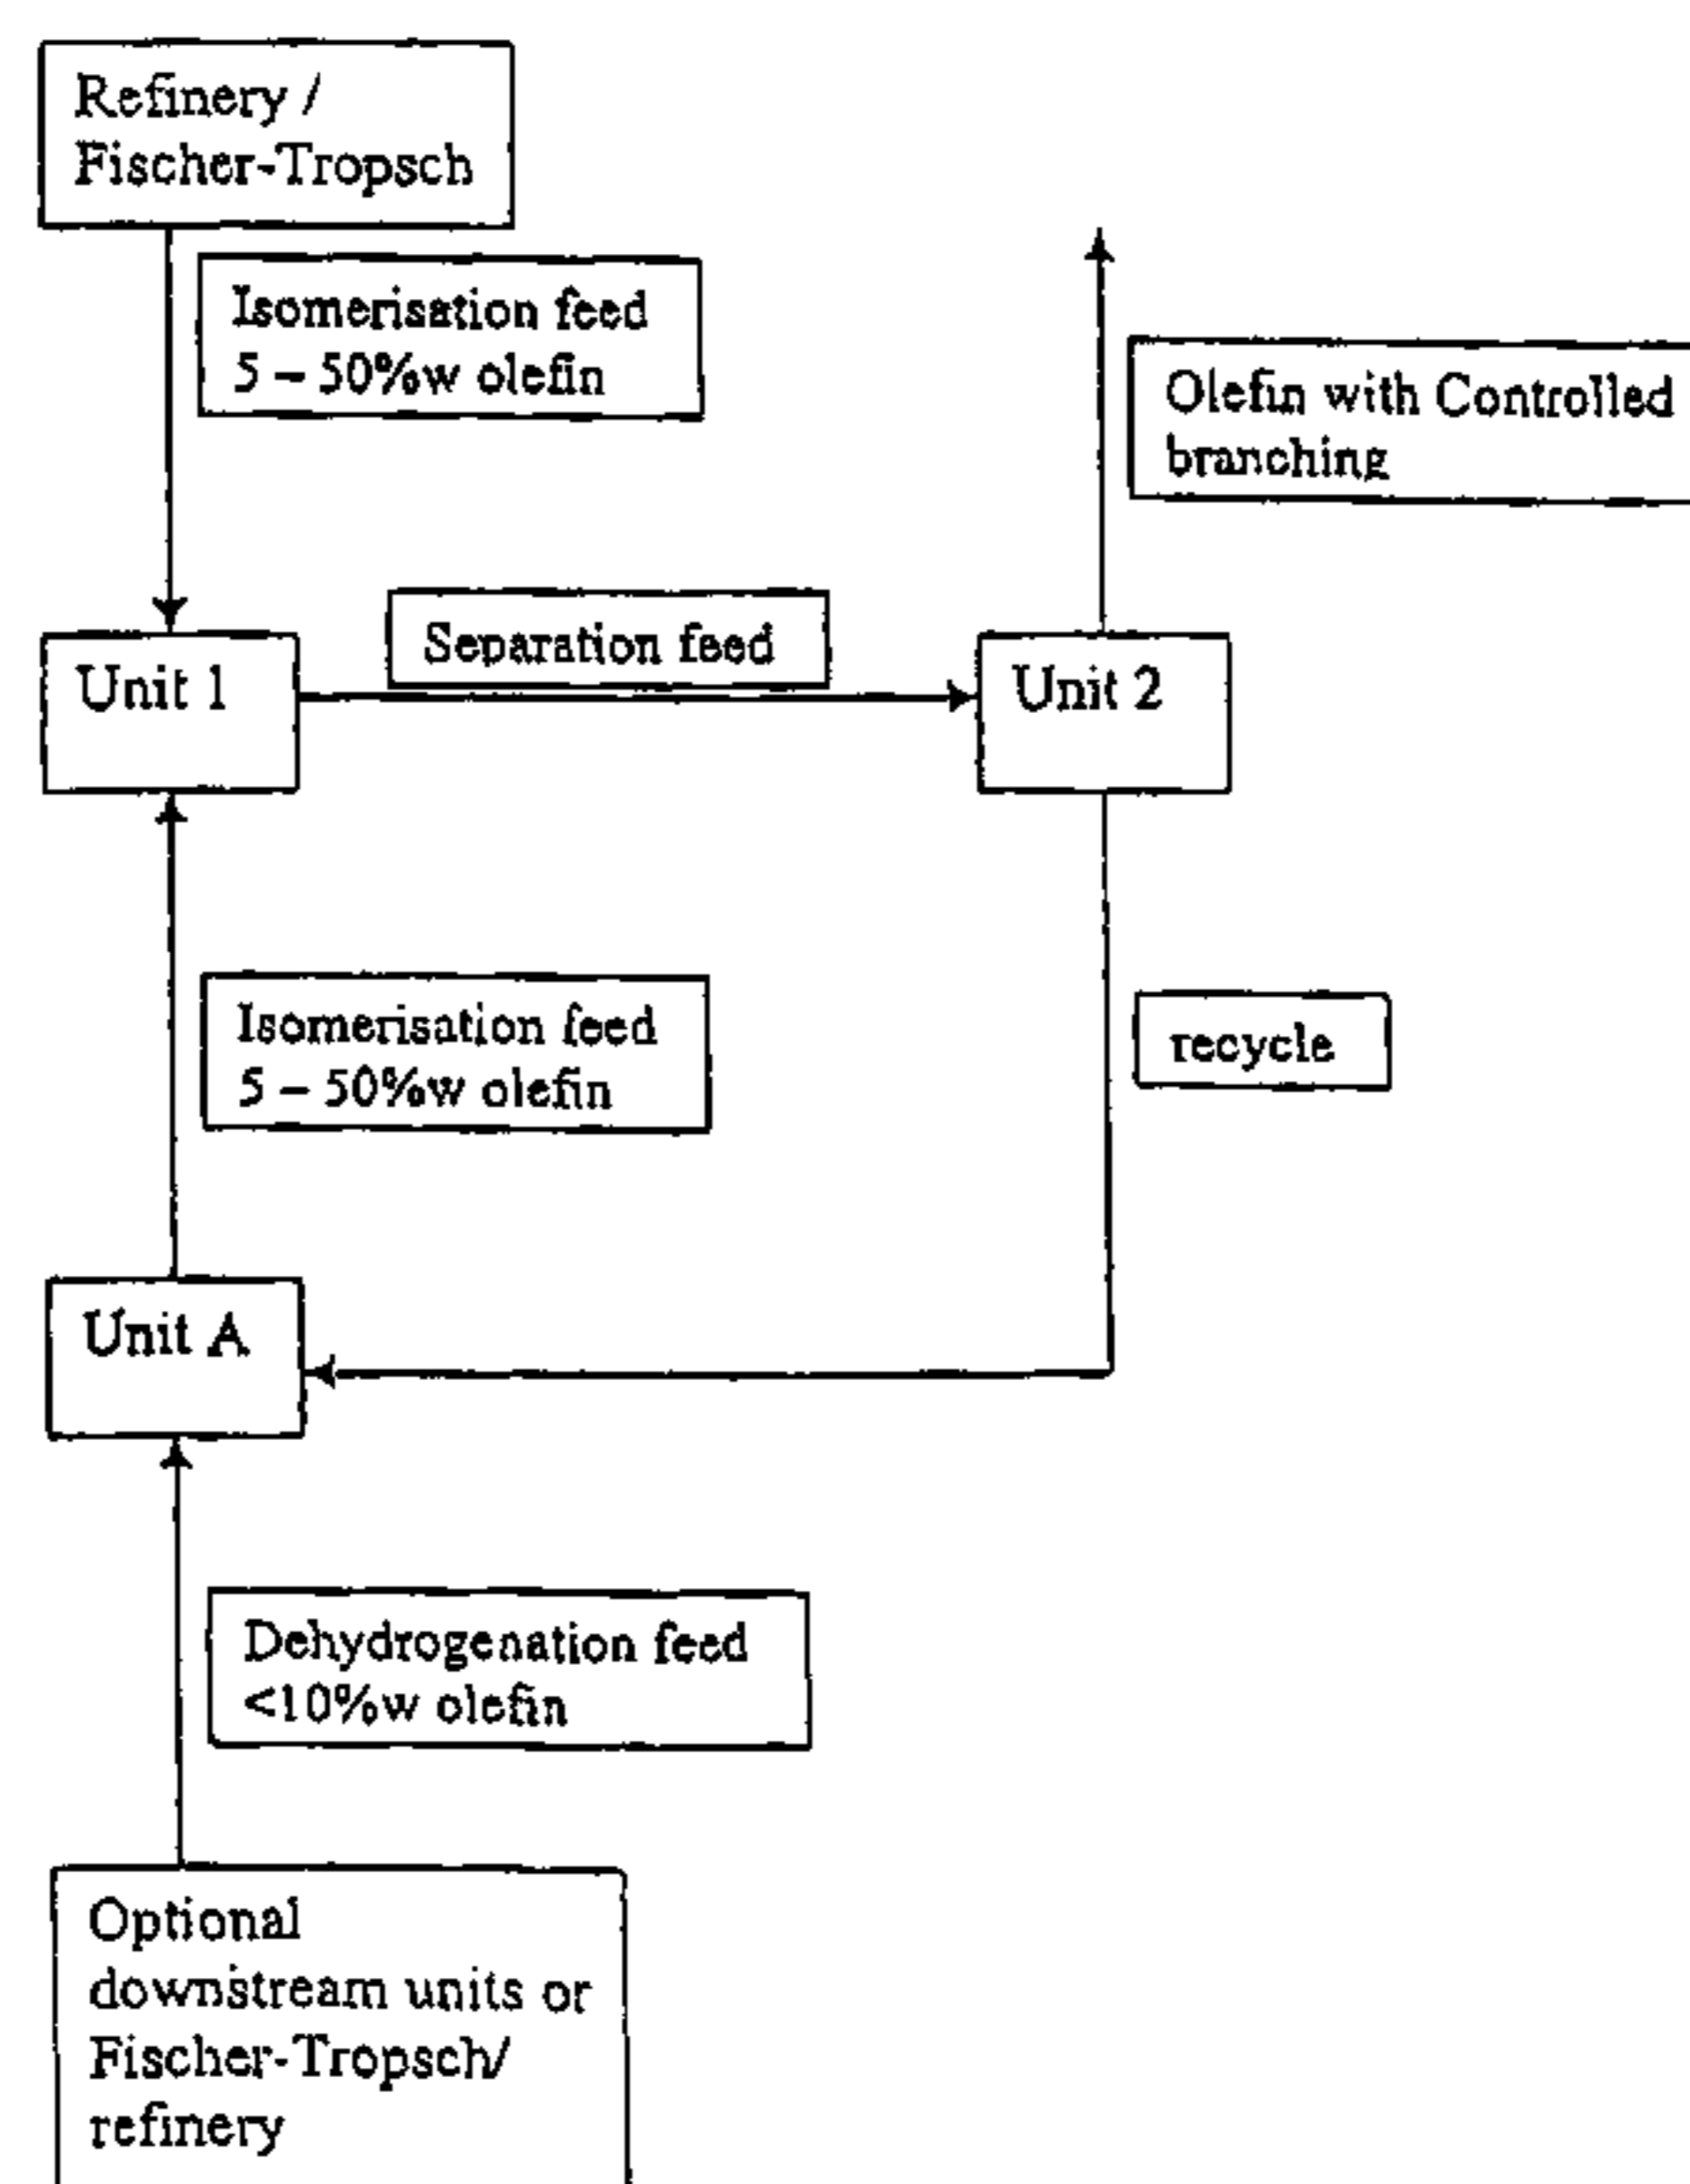 Refinery /
Fischer-Tropsch
Isomerisation feed
5 – 50%w olefin
Olefin with Controlled
branching
Separation feed
Unit 1
Unit 2
Isomerisation feed
5 – 50%w olefin
recycle
Unit A
Dehydrogenation feed
<10%w olefin
Optional
downstream units or
Fischer-Tropsch/
refinery